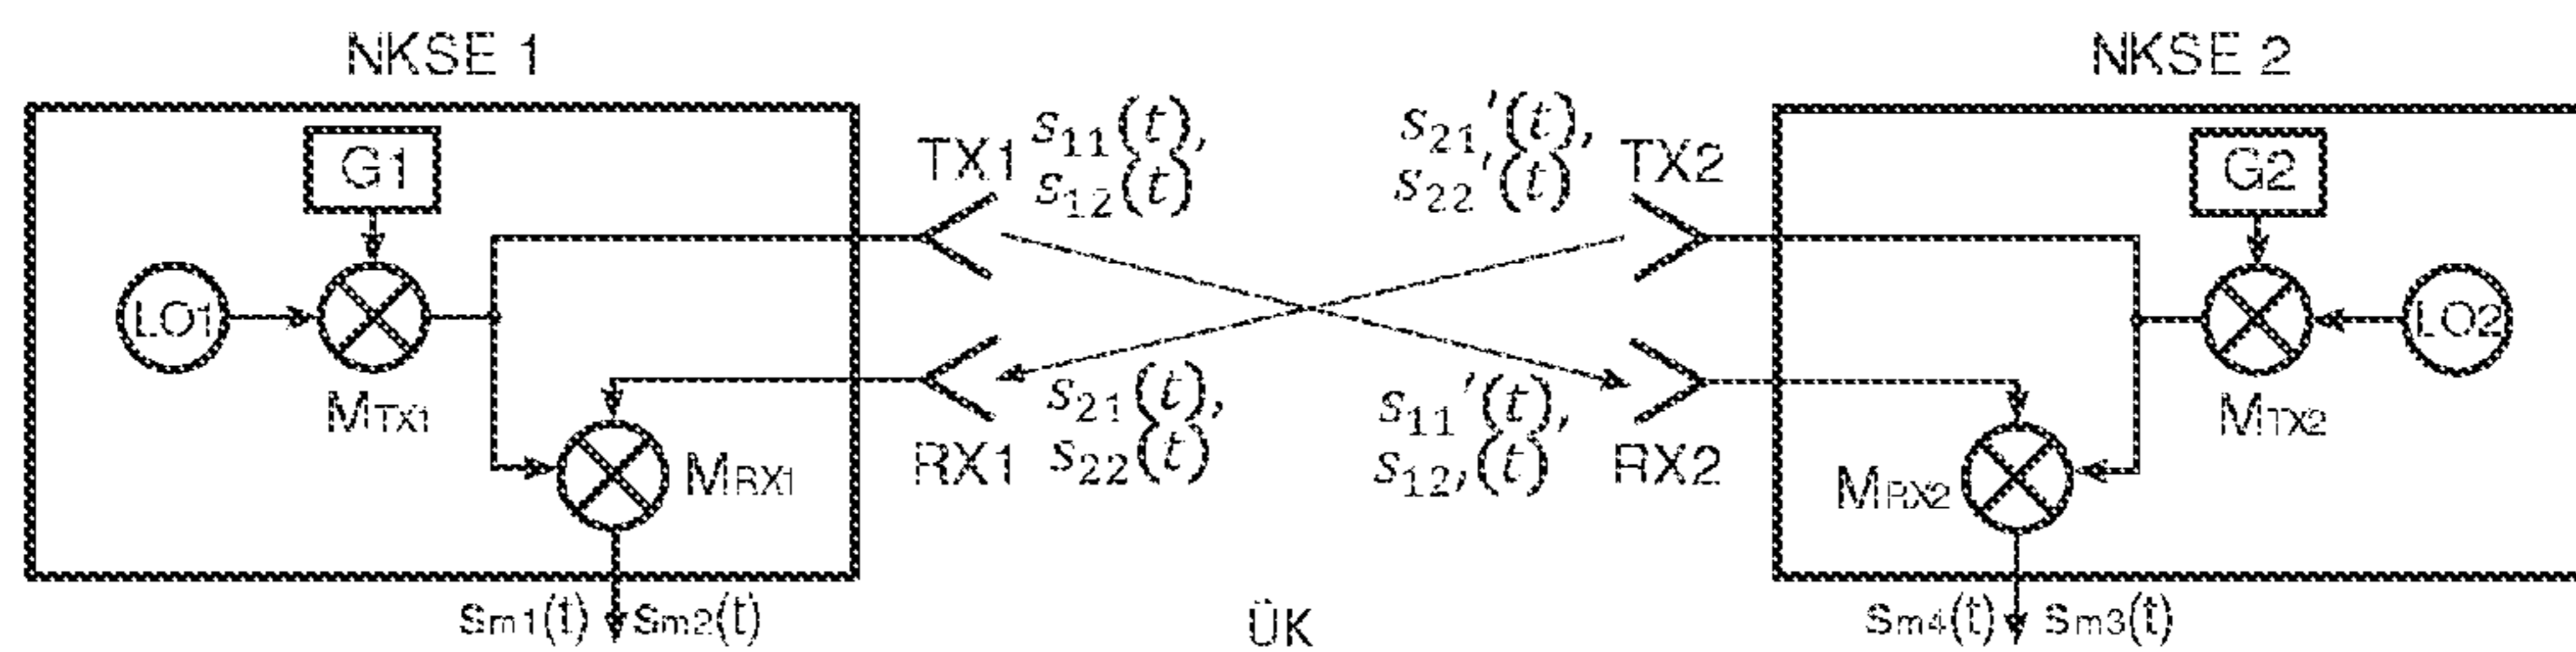 NKSE 1
NKSE 2
G1
TX1
s₁₁(t),
s₁₂(t)
s₂₁'(t),
s₂₂'(t)
TX2
G2
LO1
LO2
MTX1
MTX2
RX1
s₂₁(t),
s₂₂(t)
s₁₁'(t),
s₁₂,(t)
RX2
MRX1
MRX2
sm1(t)
sm2(t)
ÜK
sm4(t)
sm3(t)